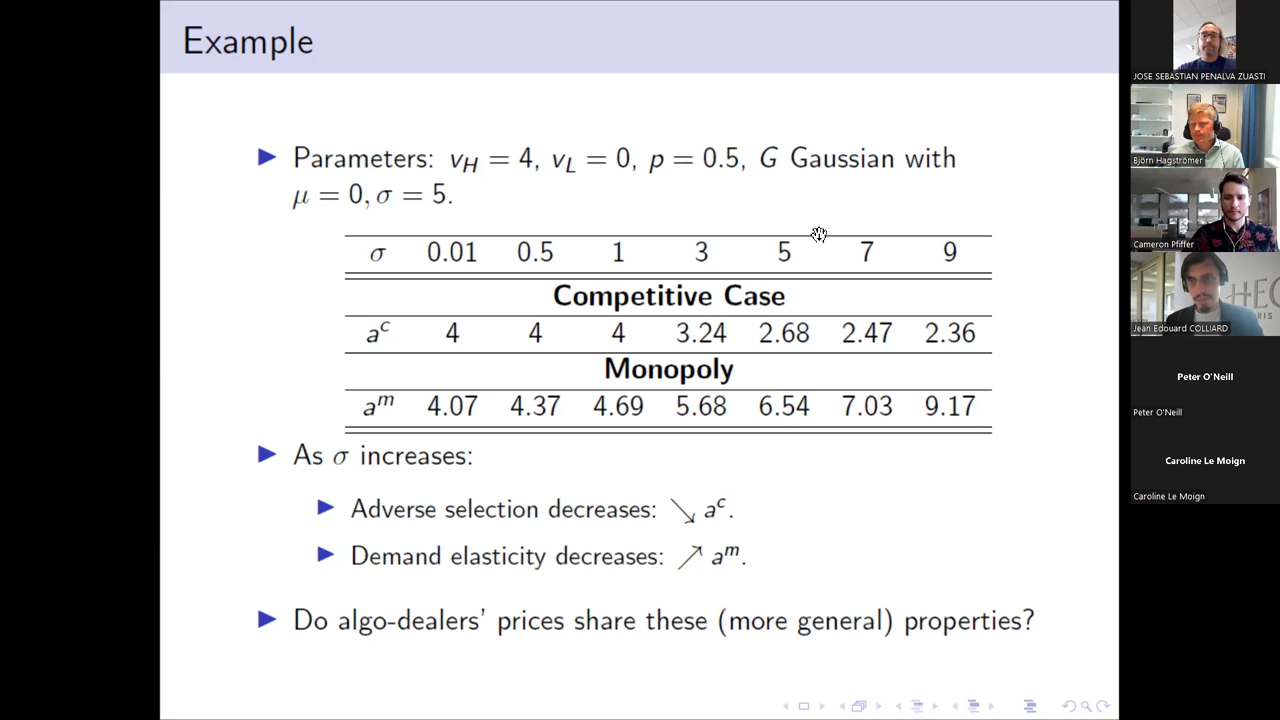 Example
Parameters: v_H = 4, v_L = 0, p = 0.5, G Gaussian with
μ = 0, σ = 5.
σ 0.01 0.5 1 3 5 7 9
Competitive Case
a^c 4 4 4 3.24 2.68 2.47 2.36
Monopoly
a^m 4.07 4.37 4.69 5.68 6.54 7.03 9.17
As σ increases:
Adverse selection decreases: ↘ a^c.
Demand elasticity decreases: ↗ a^m.
Do algo-dealers' prices share these (more general) properties?
JOSE SEBASTIAN PENALVA ZUASTI
Björn Hagströmer
Cameron Pfiffer
HEC
PARIS
Jean Edouard COLLIARD
Peter O'Neill
Peter O'Neill
Caroline Le Moign
Caroline Le Moign